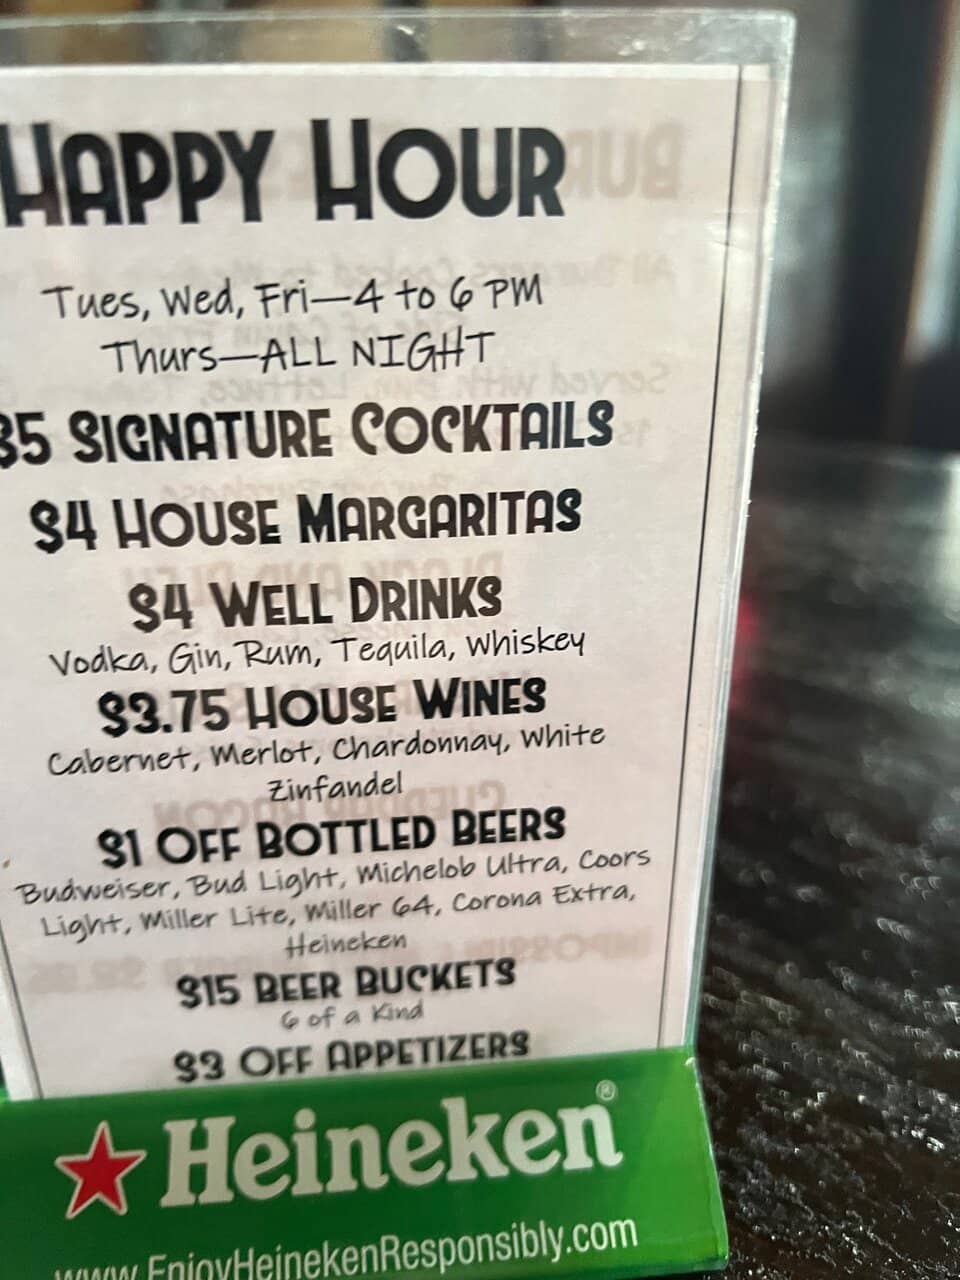 HAPPY HOUR
Tues, Wed, Fri—4 to 6 PM
Thurs—ALL NIGHT
$5 SIGNATURE COCKTAILS
$4 HOUSE MARGARITAS
$4 WELL DRINKS
Vodka, Gin, Rum, Tequila, Whiskey
$3.75 HOUSE WINES
Cabernet, Merlot, Chardonnay, White
Zinfandel
$1 OFF BOTTLED BEERS
Budweiser, Bud Light, Michelob Ultra, Coors
Light, Miller Lite, Miller 64, Corona Extra,
Heineken
$15 BEER BUCKETS
6 of a Kind
$3 OFF APPETIZERS
Heineken®
www.EnjoyHeinekenResponsibly.com